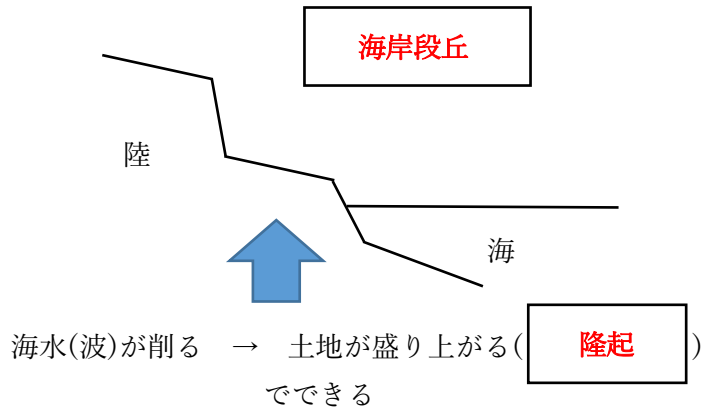 海岸段丘
陸
海
海水(波)が削る　→　土地が盛り上がる(　隆起　)
でできる